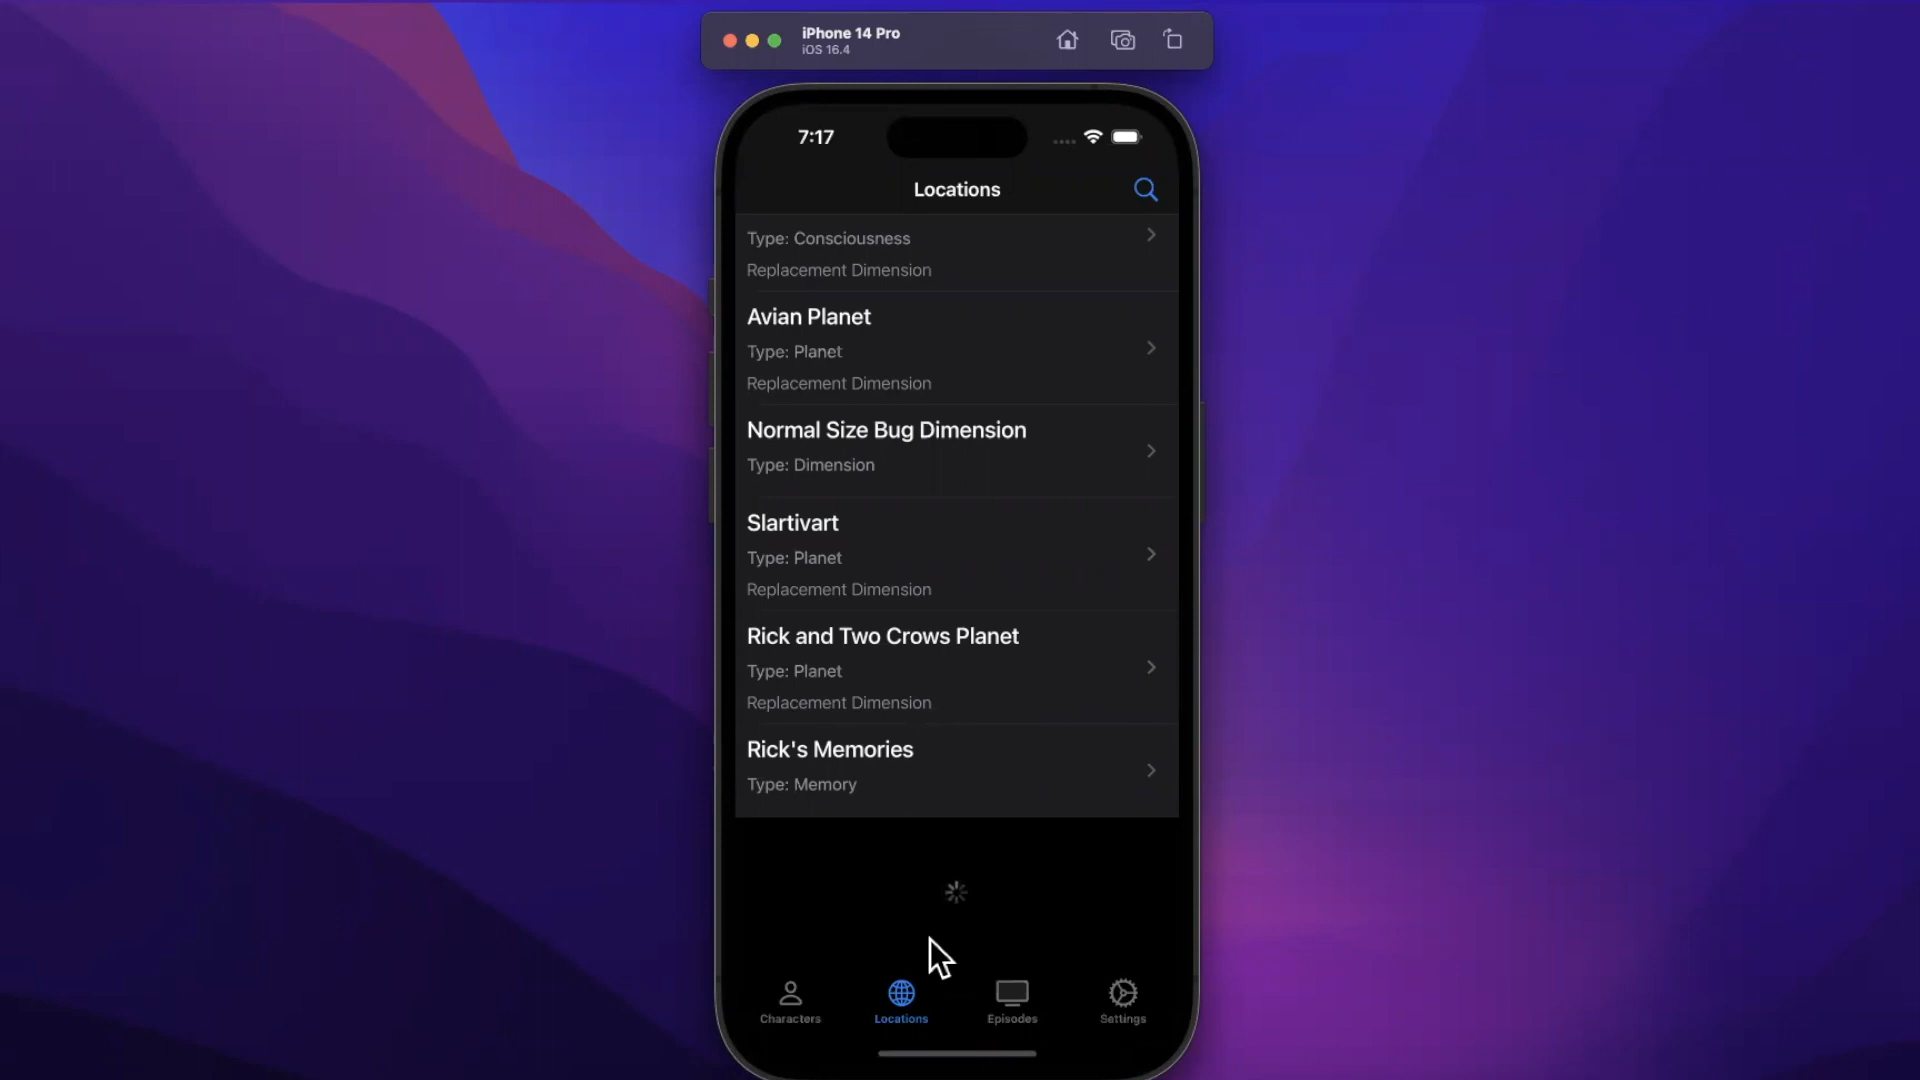 iPhone 14 Pro
iOS 16.4
7:17
Locations
Type: Consciousness
Replacement Dimension
Avian Planet
Type: Planet
Replacement Dimension
Normal Size Bug Dimension
Type: Dimension
Slartivart
Type: Planet
Replacement Dimension
Rick and Two Crows Planet
Type: Planet
Replacement Dimension
Rick's Memories
Type: Memory
Characters
Locations
Episodes
Settings